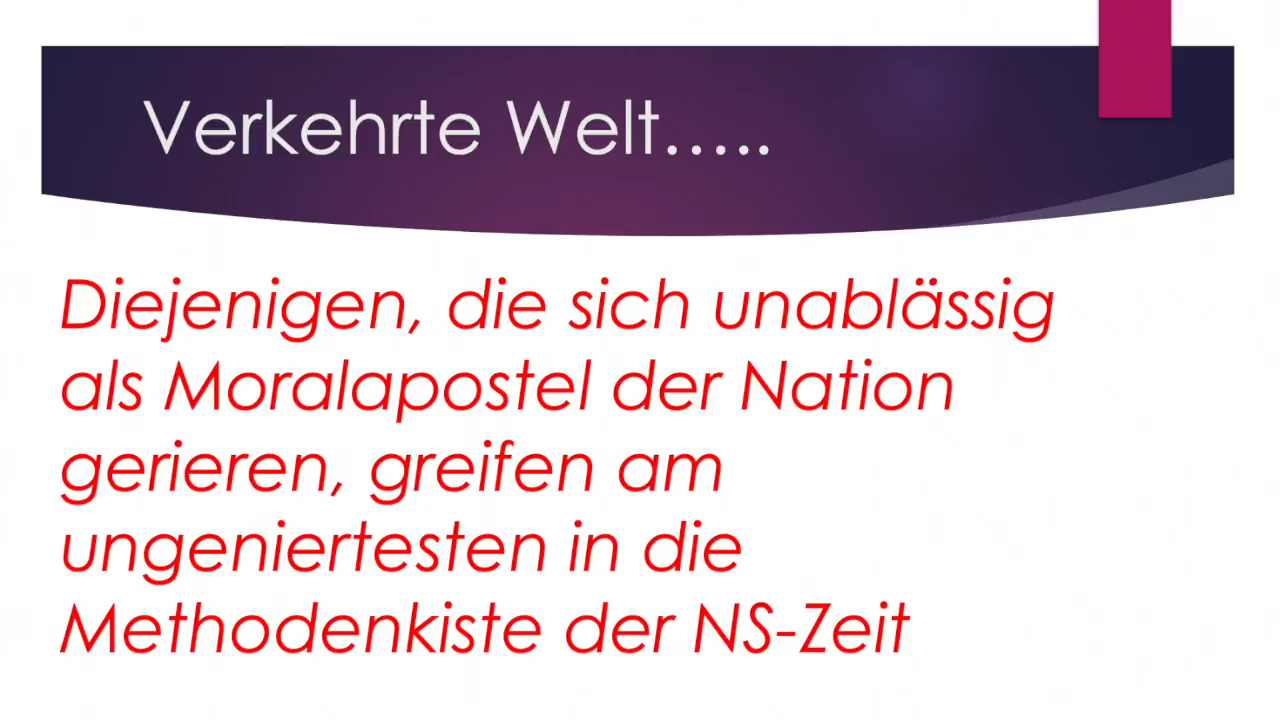 Verkehrte Welt…..
Diejenigen, die sich unablässig
als Moralapostel der Nation
gerieren, greifen am
ungeniertesten in die
Methodenkiste der NS-Zeit